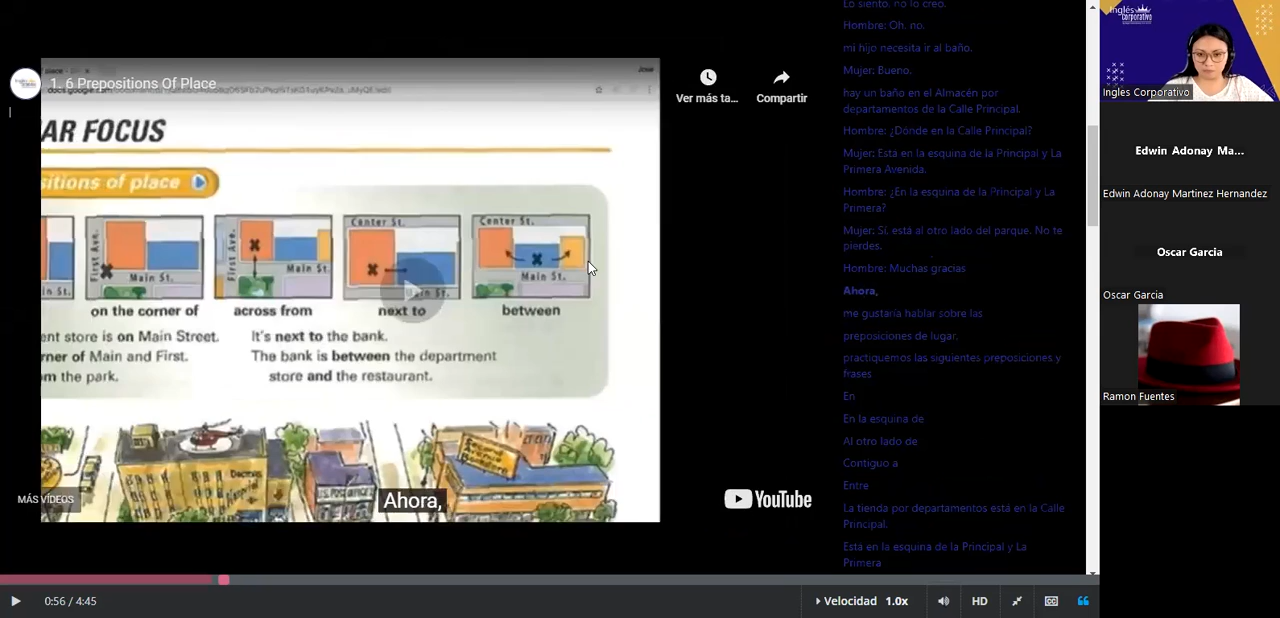 1. 6 Prepositions Of Place
Ver más ta...
Compartir
AR FOCUS
sitions of place
First Ave.
Main St.
First Ave.
Main St.
Center St.
Main St.
Center St.
Main St.
on the corner of
across from
next to
between
ent store is on Main Street.
rner of Main and First.
m the park.
It's next to the bank.
The bank is between the department
store and the restaurant.
U.S. POST OFFICE
Second Avenue
MÁS VÍDEOS
Ahora,
YouTube
0:56 / 4:45
Velocidad 1.0x
HD
CC
Lo siento, no lo creo.
Hombre: Oh, no,
mi hijo necesita ir al baño.
Mujer: Bueno,
hay un baño en el Almacén por
departamentos de la Calle Principal.
Hombre: ¿Dónde en la Calle Principal?
Mujer: Está en la esquina de la Principal y La
Primera Avenida.
Hombre: ¿En la esquina de la Principal y La
Primera?
Mujer: Sí, está al otro lado del parque. No te
pierdes.
Hombre: Muchas gracias
Ahora,
me gustaría hablar sobre las
preposiciones de lugar,
practiquemos las siguientes preposiciones y
frases
En
En la esquina de
Al otro lado de
Contiguo a
Entre
La tienda por departamentos está en la Calle
Principal.
Está en la esquina de la Principal y La
Primera
Inglés
Corporativo
Ingles Corporativo
Edwin Adonay Ma...
Edwin Adonay Martinez Hernandez
Oscar Garcia
Oscar Garcia
Ramon Fuentes